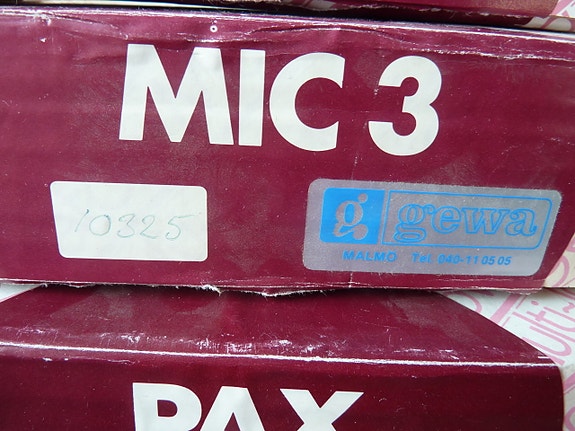 MIC 3
10325
g gewa
MALMO Tel. 040-11 05 05
PAX